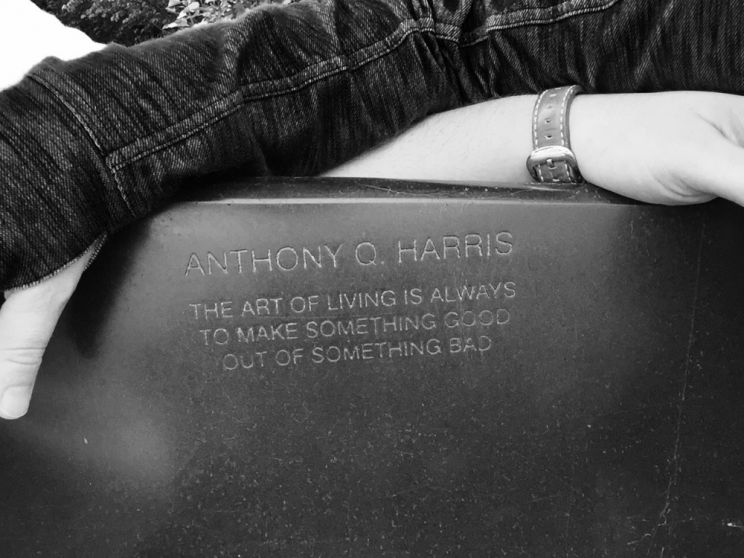 ANTHONY Q. HARRIS
THE ART OF LIVING IS ALWAYS
TO MAKE SOMETHING GOOD
OUT OF SOMETHING BAD